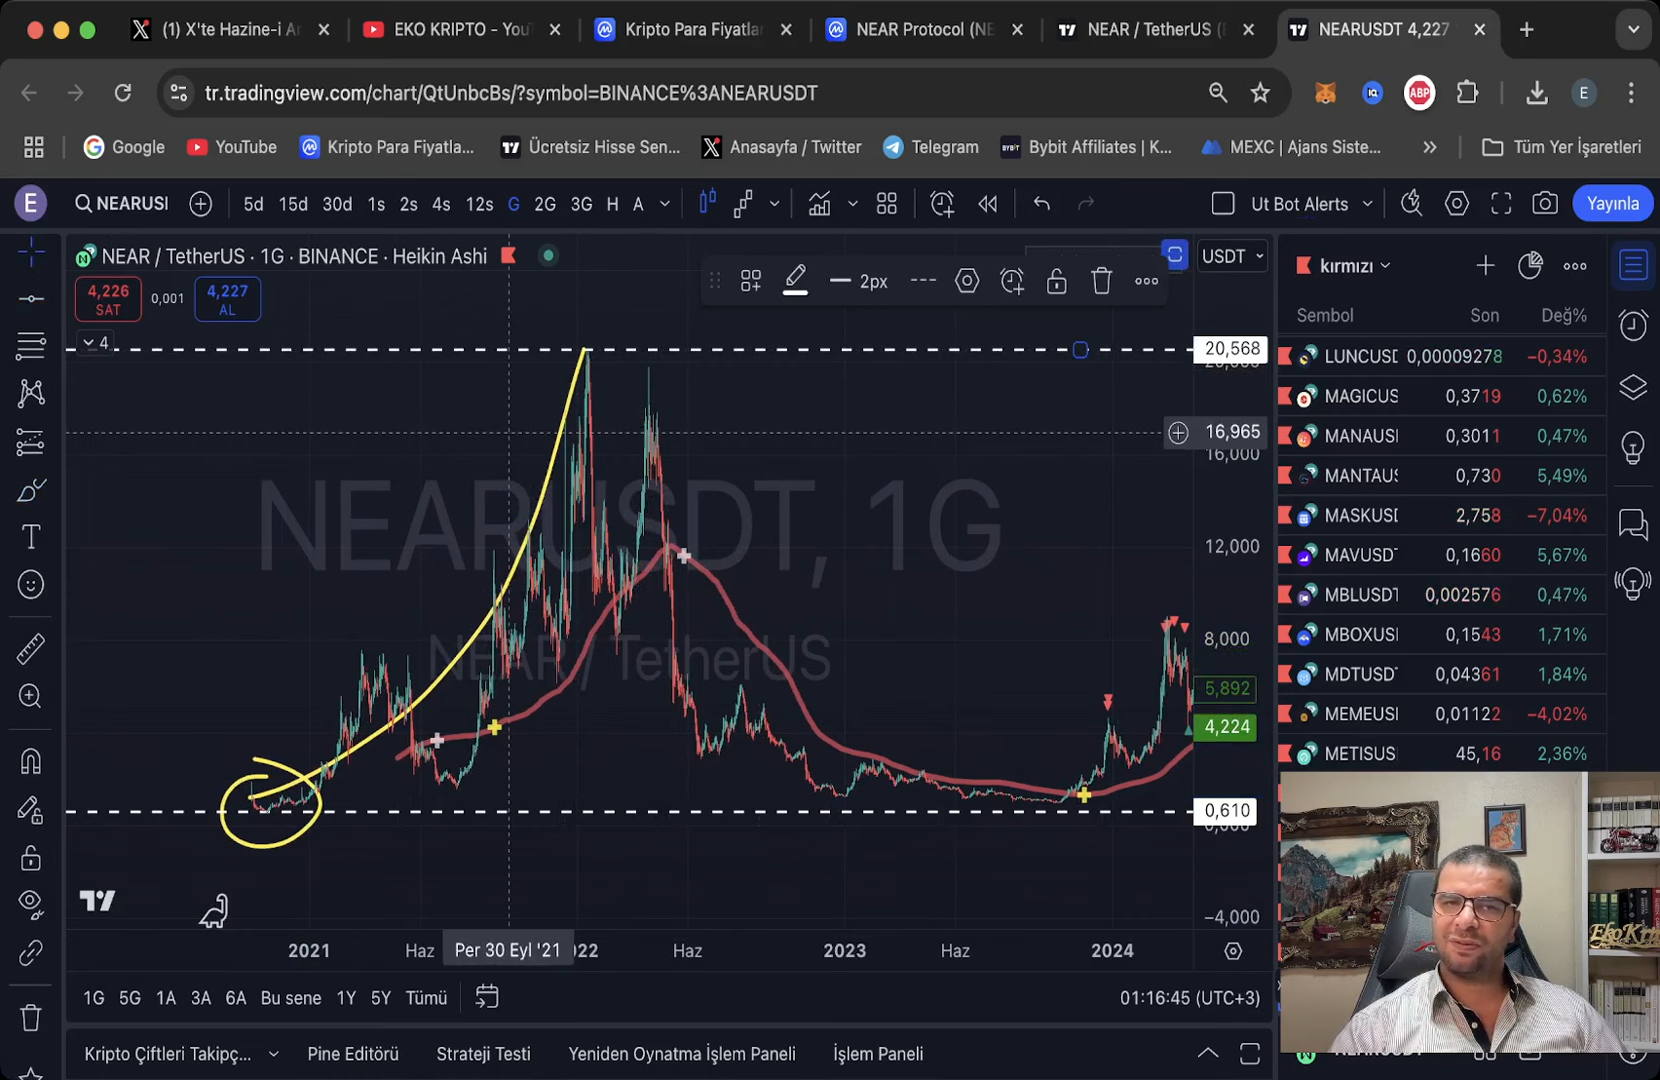 (1) X'te Hazine-i Ar
EKO KRIPTO - You
Kripto Para Fiyatlar
NEAR Protocol (NE
NEAR / TetherUS (
NEARUSDT 4,227
tr.tradingview.com/chart/QtUnbcBs/?symbol=BINANCE%3ANEARUSDT
ABP
E
Google
YouTube
Kripto Para Fiyatla...
Ücretsiz Hisse Sen...
Anasayfa / Twitter
Telegram
BYBIT
Bybit Affiliates | K...
MEXC | Ajans Siste...
Tüm Yer İşaretleri
E
NEARUSI
5d 15d 30d 1s 2s 4s 12s G 2G 3G H A
Ut Bot Alerts
Yayınla
NEAR / TetherUS · 1G · BINANCE · Heikin Ashi
USDT
kırmızı
4,226
SAT
0,001
4,227
AL
2px
Sembol Son Değ%
4
20,568
16,965
16,000
12,000
8,000
5,892
4,224
0,610
−4,000
NEARUSDT, 1G
NEAR / TetherUS
LUNCUSI 0,00009278 −0,34%
MAGICUS 0,3719 0,62%
MANAUSI 0,3011 0,47%
MANTAUS 0,730 5,49%
MASKUSI 2,758 −7,04%
MAVUSDT 0,1660 5,67%
MBLUSDT 0,002576 0,47%
MBOXUSI 0,1543 1,71%
MDTUSDT 0,04361 1,84%
MEMEUSI 0,01122 −4,02%
METISUS 45,16 2,36%
2021 Haz Per 30 Eyl '21 022 Haz 2023 Haz 2024
1G 5G 1A 3A 6A Bu sene 1Y 5Y Tümü
01:16:45 (UTC+3)
Kripto Çiftleri Takipç...
Pine Editörü
Strateji Testi
Yeniden Oynatma İşlem Paneli
İşlem Paneli